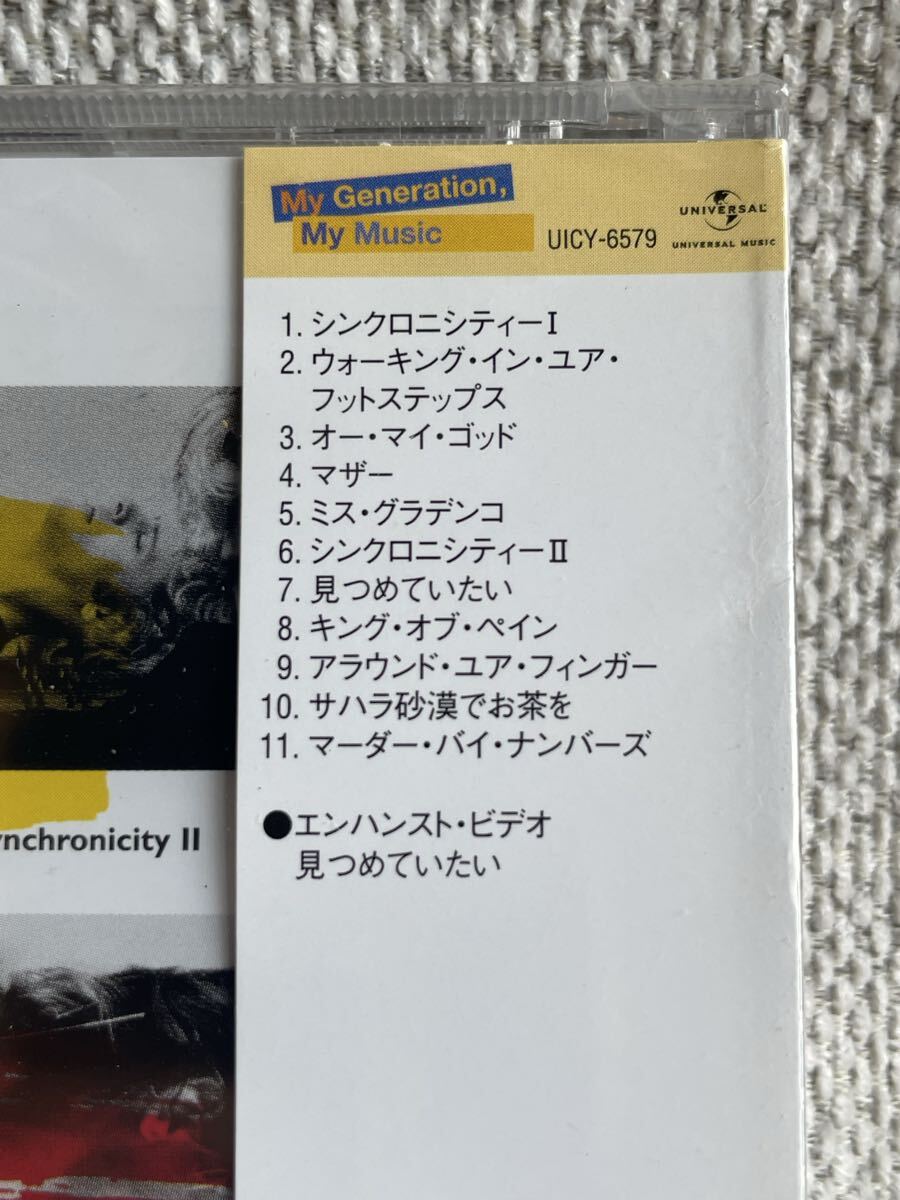 My Generation,
My Music
UICY-6579
UNIVERSAL
UNIVERSAL MUSIC
1. シンクロニシティーI
2. ウォーキング・イン・ユア・
フットステップス
3. オー・マイ・ゴッド
4. マザー
5. ミス・グラデンコ
6. シンクロニシティーII
7. 見つめていたい
8. キング・オブ・ペイン
9. アラウンド・ユア・フィンガー
10. サハラ砂漠でお茶を
11. マーダー・バイ・ナンバーズ
●エンハンスト・ビデオ
見つめていたい
ynchronicity II